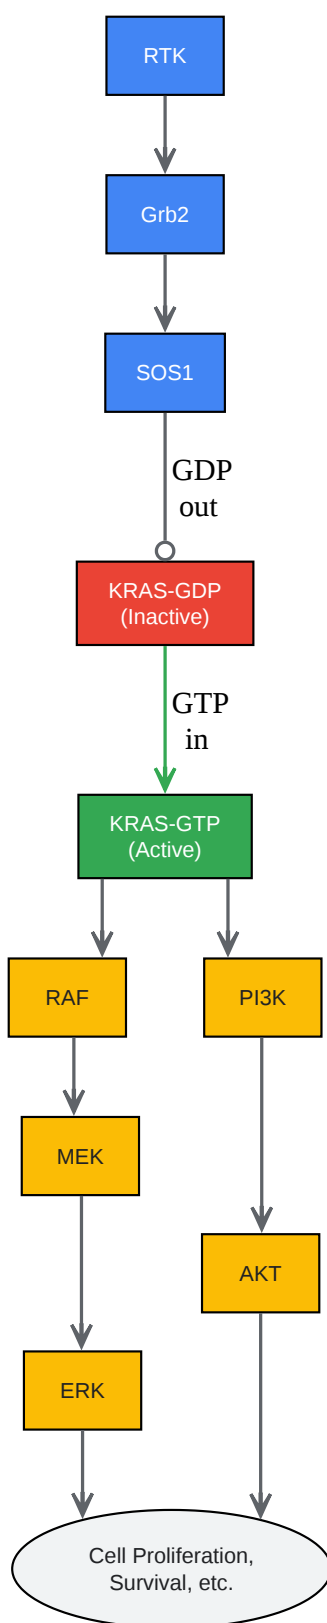 RTK
Grb2
SOS1
GDP
out
KRAS-GDP
(Inactive)
GTP
in
KRAS-GTP
(Active)
RAF
PI3K
MEK
AKT
ERK
Cell Proliferation,
Survival, etc.